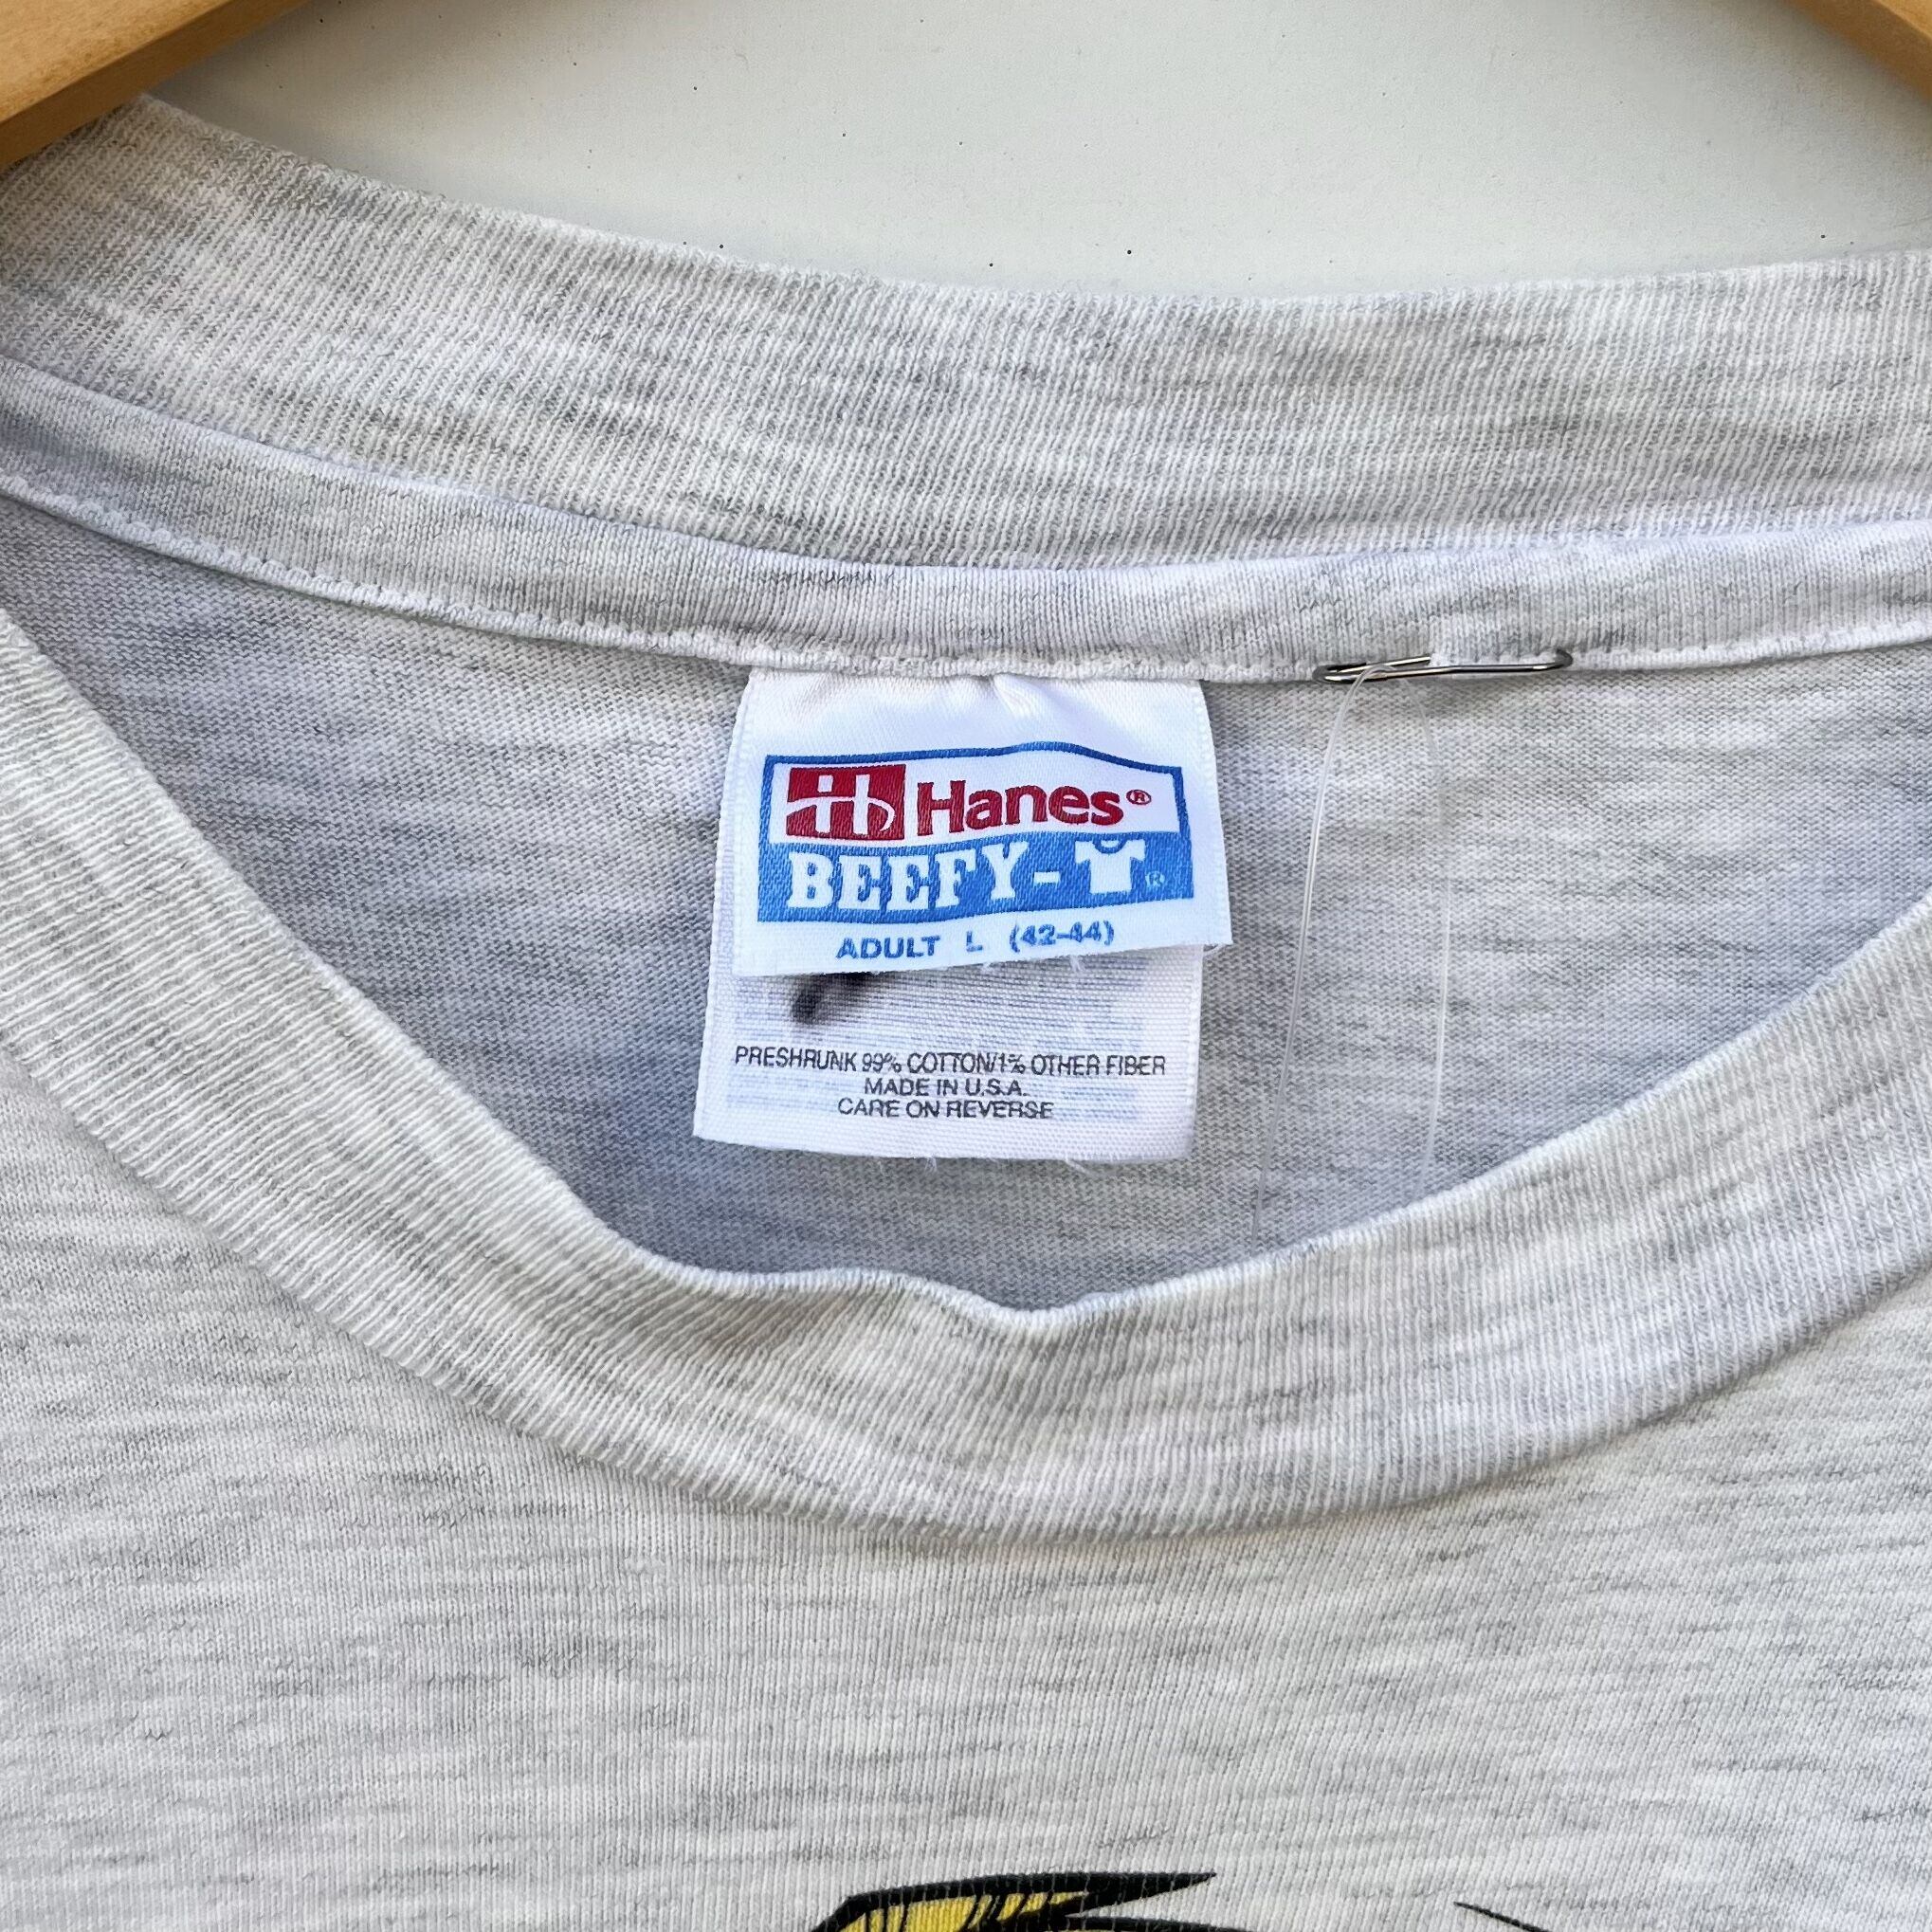 Hanes®
BEEFY-T®
ADULT L (42-44)
PRESHRUNK 99% COTTON/1% OTHER FIBER
MADE IN U.S.A.
CARE ON REVERSE